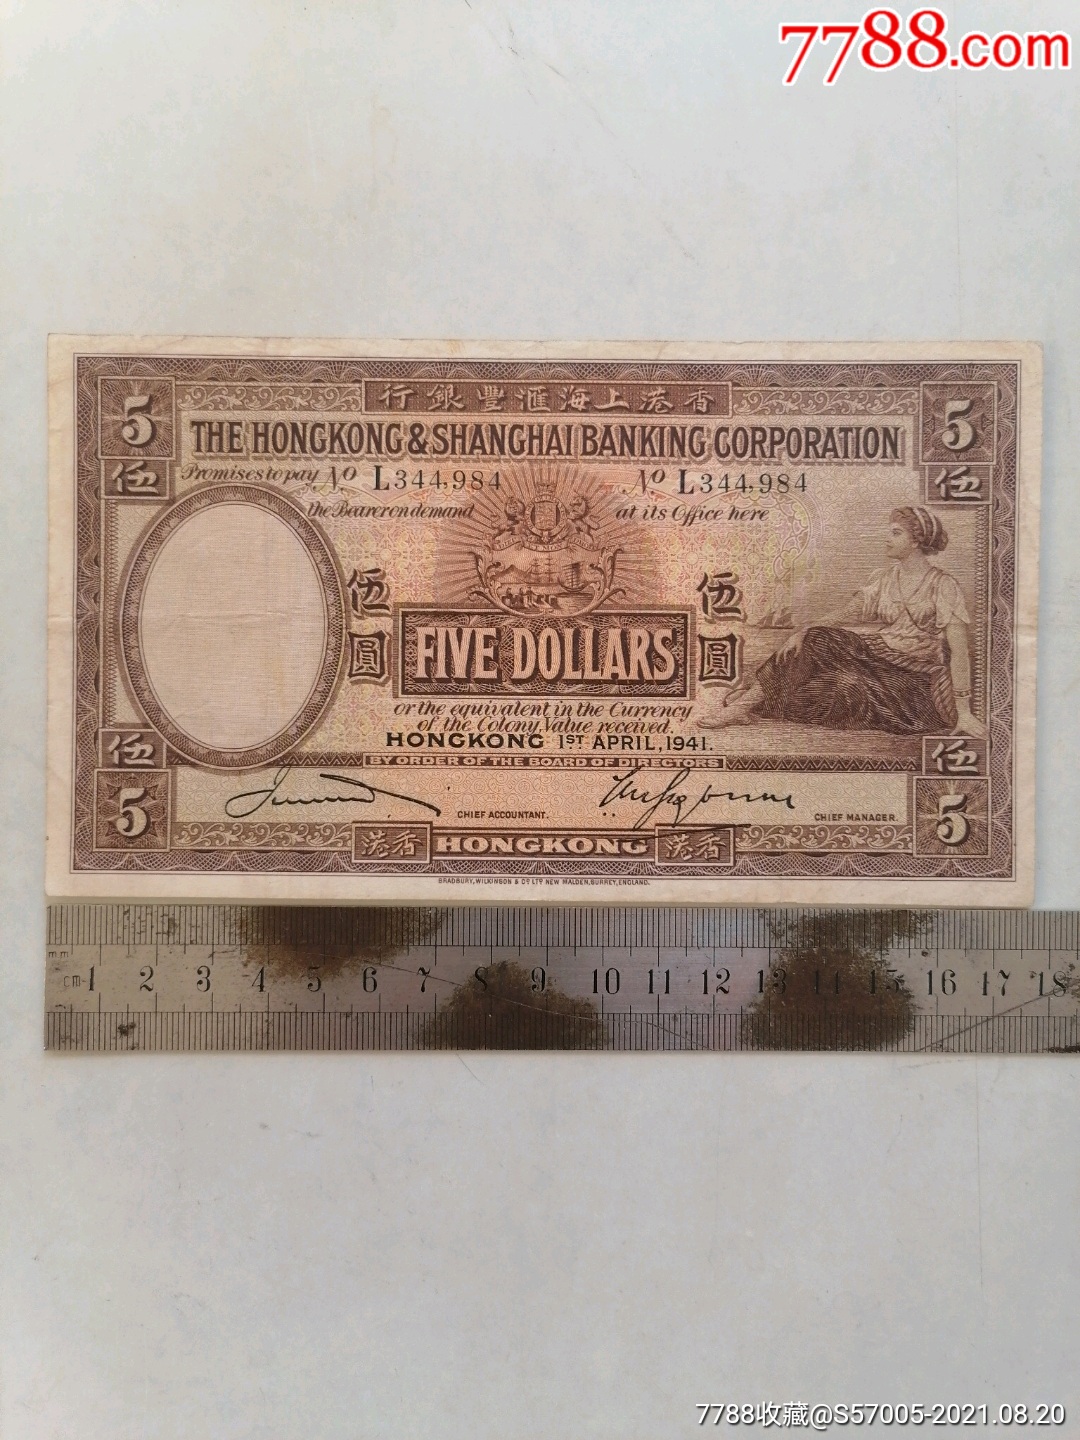 7788.com
5
行銀豐滙海上港香
5
THE HONGKONG & SHANGHAI BANKING CORPORATION
伍
Promises to pay No L344,984
No L344,984
伍
the Bearer on demand
at its Office here
伍
圓
伍
圓
FIVE DOLLARS
or the equivalent in the Currency
of the Colony, Value received.
HONGKONG 1ST APRIL, 1941.
伍
伍
BY ORDER OF THE BOARD OF DIRECTORS
5
5
CHIEF ACCOUNTANT.
CHIEF MANAGER.
港香
HONGKONG
港香
BRADBURY, WILKINSON & Co LTD NEW MALDEN, SURREY, ENGLAND.
mm
cm 1 2 3 4 5 6 7 8 9 10 11 12 13 14 15 16 17 18
7788收藏@S57005-2021.08.20